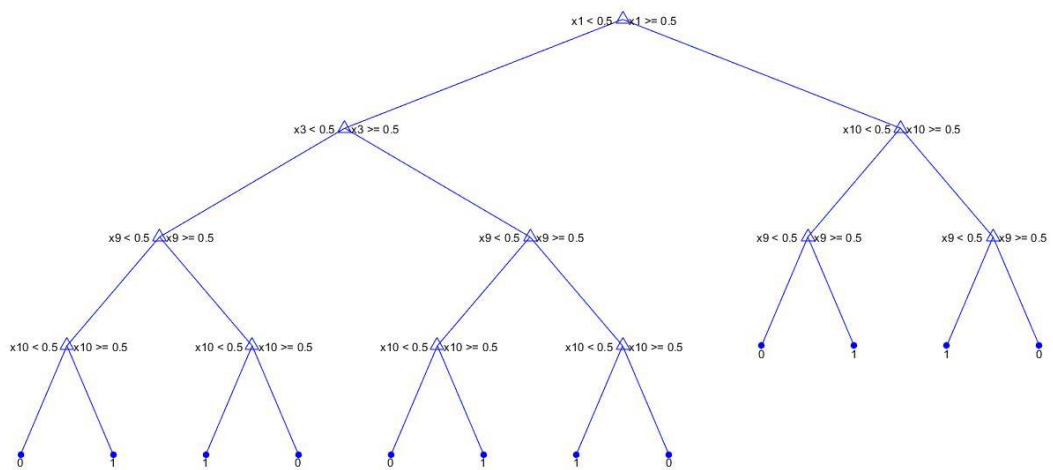 x1 < 0.5 x1 >= 0.5
x3 < 0.5 x3 >= 0.5 x10 < 0.5 x10 >= 0.5
x9 < 0.5 x9 >= 0.5 x9 < 0.5 x9 >= 0.5 x9 < 0.5 x9 >= 0.5 x9 < 0.5 x9 >= 0.5
x10 < 0.5 x10 >= 0.5 x10 < 0.5 x10 >= 0.5 x10 < 0.5 x10 >= 0.5 x10 < 0.5 x10 >= 0.5 0 1 1 0
0 1 1 0 0 1 1 0